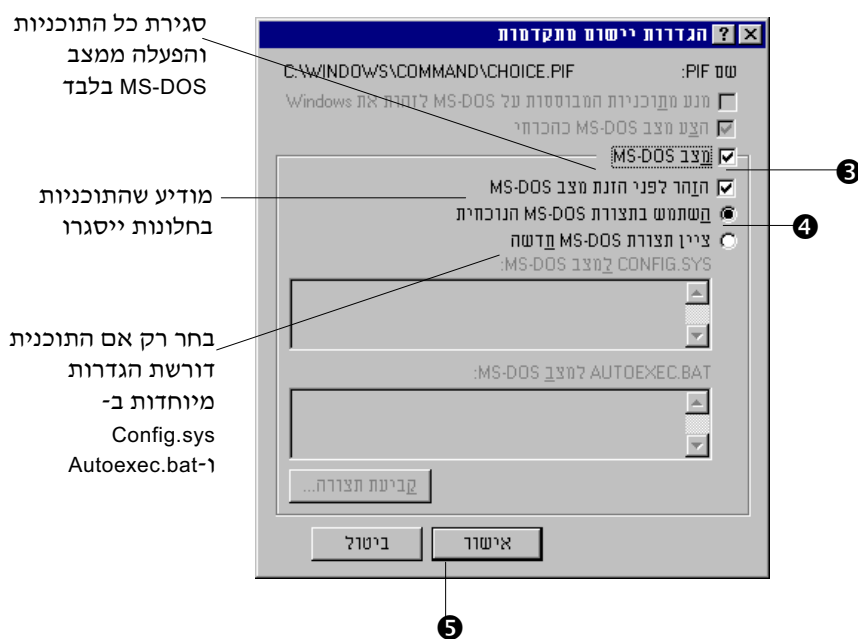 סגירת כל התוכניות
והפעלה ממצב
MS-DOS בלבד
הגדרות יישום מתקדמות
שם PIF: C:\WINDOWS\COMMAND\CHOICE.PIF
מנע מתוכניות המבוססות על MS-DOS לזהות את Windows
הצע מצב MS-DOS כהכרחי
מצב MS-DOS
❸
הזהר לפני הזנת מצב MS-DOS
מודיע שהתוכניות
בחלונות ייסגרו
השתמש בתצורת MS-DOS הנוכחית
❹
ציין תצורת MS-DOS חדשה
CONFIG.SYS למצב MS-DOS:
בחר רק אם התוכנית
דורשת הגדרות
מיוחדות ב-
Config.sys
ו-Autoexec.bat
AUTOEXEC.BAT למצב MS-DOS:
קביעת תצורה...
אישור
ביטול
❺